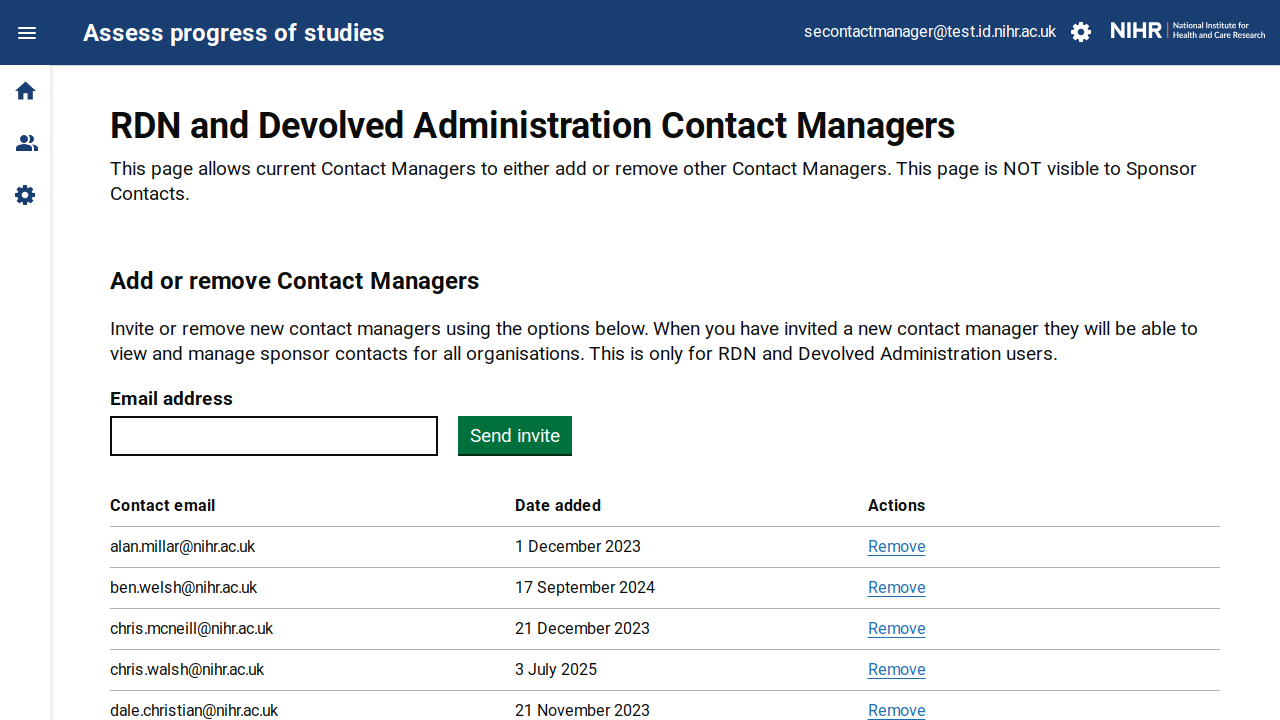 Assess progress of studies
secontactmanager@test.id.nihr.ac.uk
NIHR | National Institute for
Health and Care Research
RDN and Devolved Administration Contact Managers
This page allows current Contact Managers to either add or remove other Contact Managers. This page is NOT visible to Sponsor
Contacts.
Add or remove Contact Managers
Invite or remove new contact managers using the options below. When you have invited a new contact manager they will be able to
view and manage sponsor contacts for all organisations. This is only for RDN and Devolved Administration users.
Email address
Send invite
Contact email Date added Actions
alan.millar@nihr.ac.uk 1 December 2023 Remove
ben.welsh@nihr.ac.uk 17 September 2024 Remove
chris.mcneill@nihr.ac.uk 21 December 2023 Remove
chris.walsh@nihr.ac.uk 3 July 2025 Remove
dale.christian@nihr.ac.uk 21 November 2023 Remove